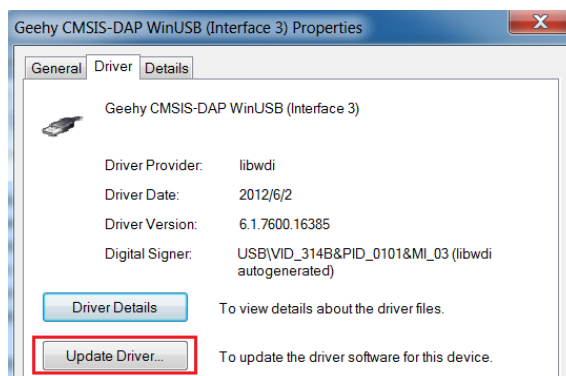 Geehy CMSIS-DAP WinUSB (Interface 3) Properties
General Driver Details
Geehy CMSIS-DAP WinUSB (Interface 3)
Driver Provider: libwdi
Driver Date: 2012/6/2
Driver Version: 6.1.7600.16385
Digital Signer: USB\VID_314B&PID_0101&MI_03 (libwdi
autogenerated)
Driver Details To view details about the driver files.
Update Driver... To update the driver software for this device.